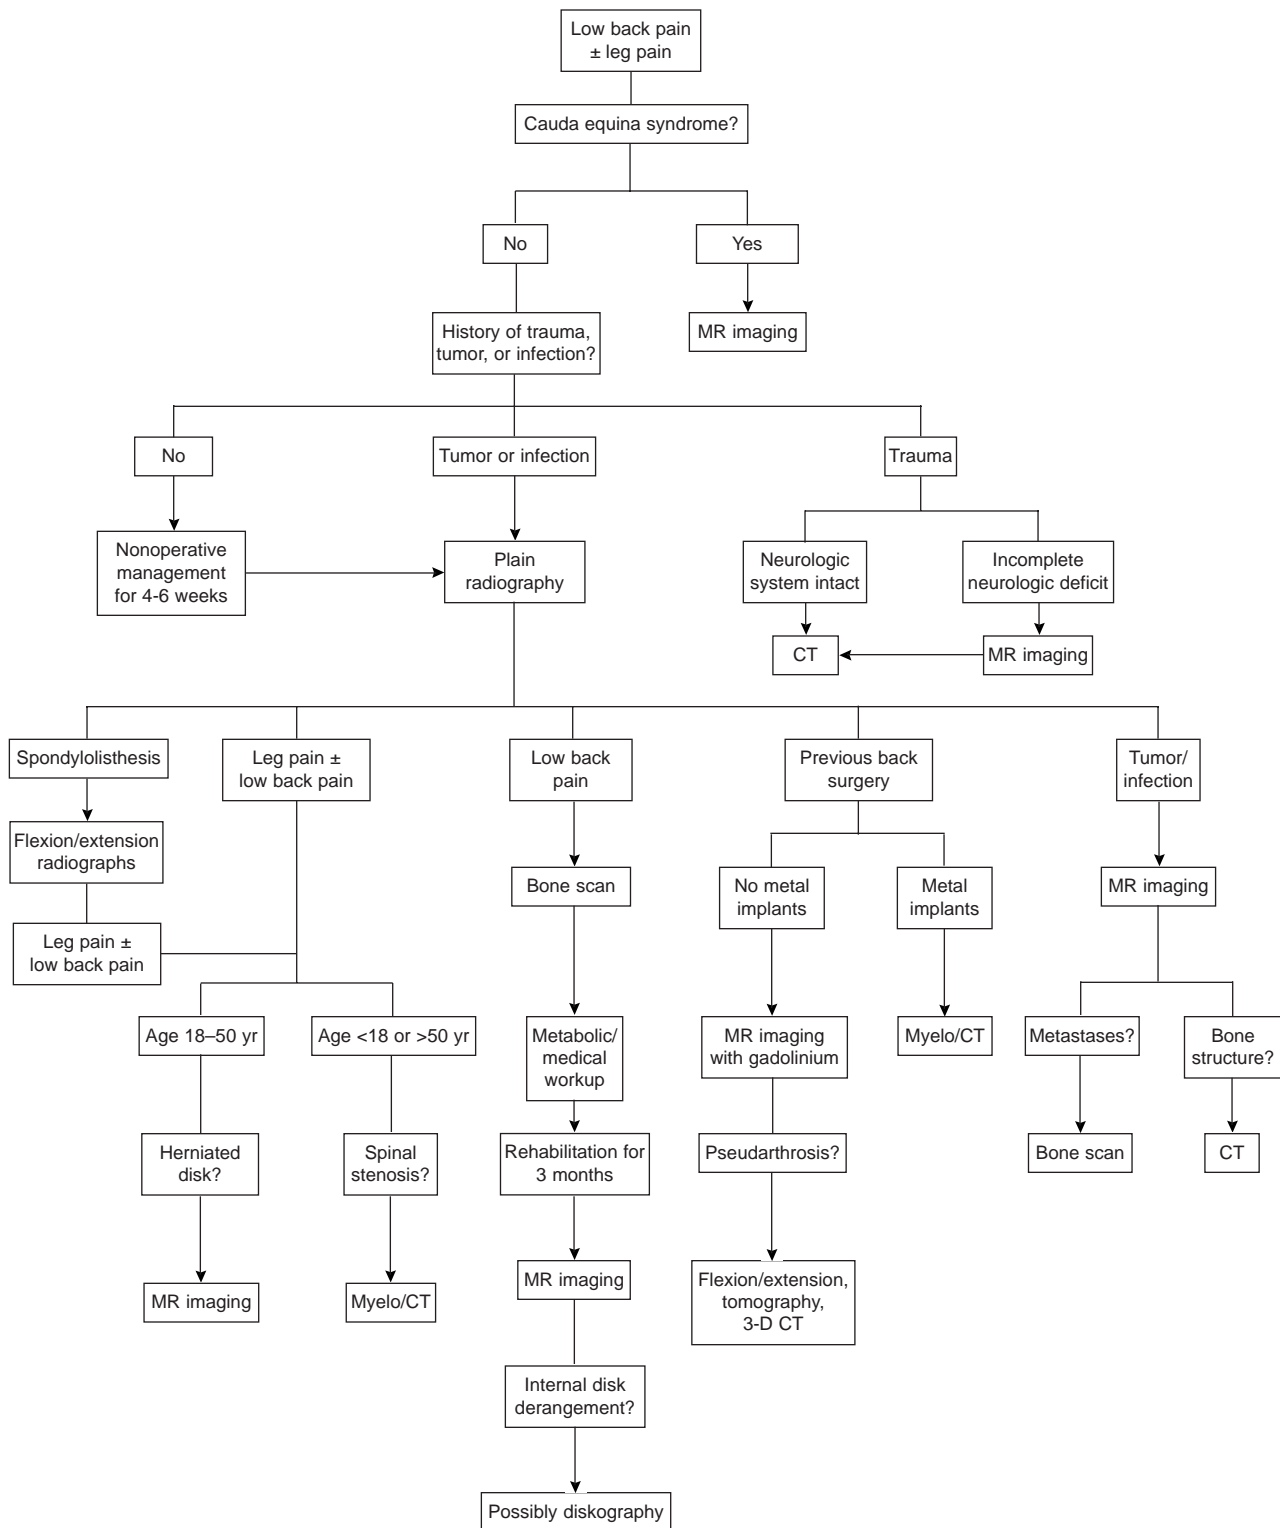 Low back pain
± leg pain
Cauda equina syndrome?
No
Yes
History of trauma,
tumor, or infection?
MR imaging
No
Tumor or infection
Trauma
Nonoperative
management
for 4-6 weeks
Plain
radiography
Neurologic
system intact
Incomplete
neurologic deficit
CT
MR imaging
Spondylolisthesis
Leg pain ±
low back pain
Low back
pain
Previous back
surgery
Tumor/
infection
Flexion/extension
radiographs
Bone scan
No metal
implants
Metal
implants
MR imaging
Leg pain ±
low back pain
Age 18–50 yr
Age <18 or >50 yr
Metabolic/
medical
workup
MR imaging
with gadolinium
Myelo/CT
Metastases?
Bone
structure?
Herniated
disk?
Spinal
stenosis?
Rehabilitation for
3 months
Pseudarthrosis?
Bone scan
CT
MR imaging
Myelo/CT
MR imaging
Flexion/extension,
tomography,
3-D CT
Internal disk
derangement?
Possibly diskography